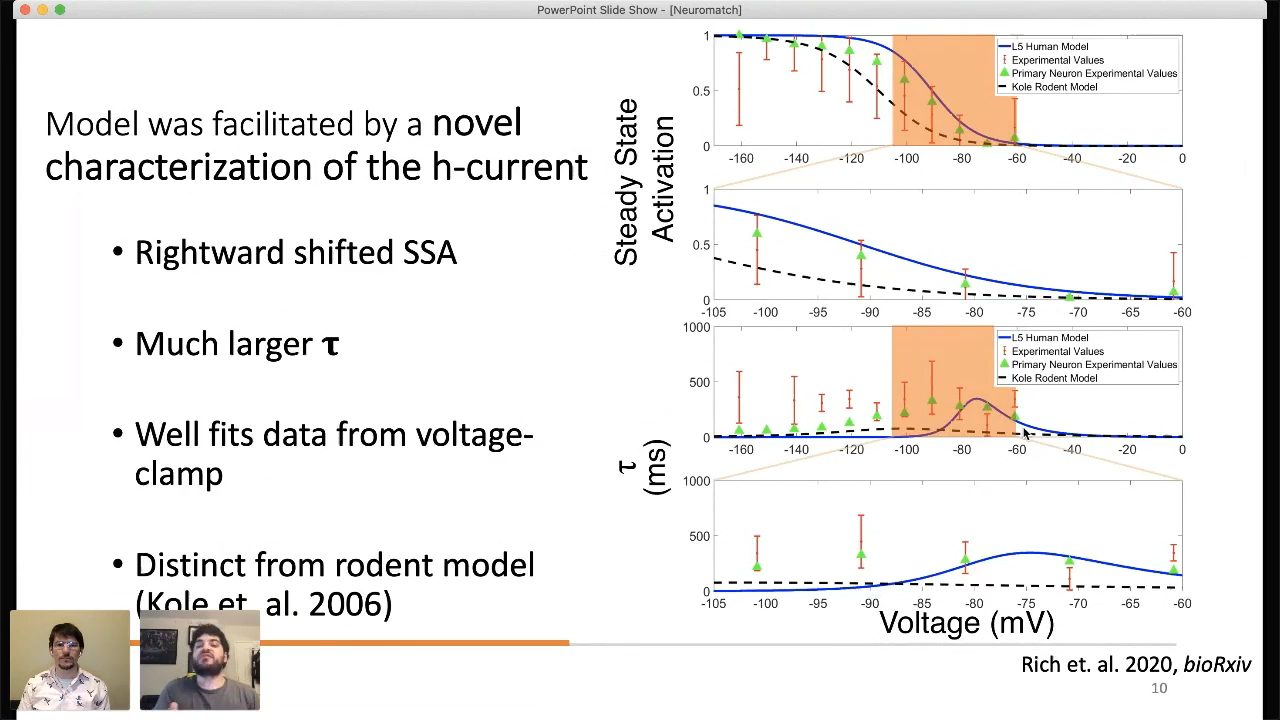 PowerPoint Slide Show - [Neuromatch]
Model was facilitated by a novel
characterization of the h-current
• Rightward shifted SSA
• Much larger τ
• Well fits data from voltage-
clamp
• Distinct from rodent model
(Kole et. al. 2006)
Steady State
Activation
1
0.5
0
-160
-140
-120
-100
-80
-60
-40
-20
0
L5 Human Model
Experimental Values
Primary Neuron Experimental Values
Kole Rodent Model
1
0.5
0
-105
-100
-95
-90
-85
-80
-75
-70
-65
-60
τ
(ms)
1000
500
0
-160
-140
-120
-100
-80
-60
-40
-20
0
L5 Human Model
Experimental Values
Primary Neuron Experimental Values
Kole Rodent Model
1000
500
0
-105
-100
-95
-90
-85
-80
-75
-70
-65
-60
Voltage (mV)
Rich et. al. 2020, bioRxiv
10